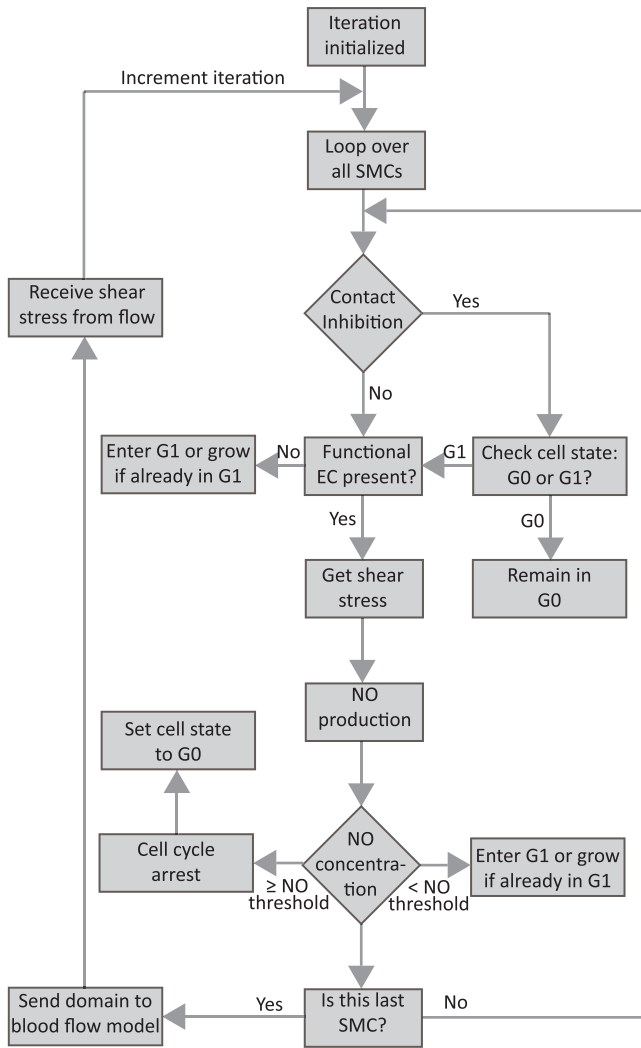 Iteration
initialized
Increment iteration
Loop over
all SMCs
Receive shear
stress from flow
Contact
Inhibition
Yes
No
Enter G1 or grow
if already in G1
No
Functional
EC present?
G1
Check cell state:
G0 or G1?
Yes
G0
Get shear
stress
Remain in
G0
NO
production
Set cell state
to G0
Cell cycle
arrest
NO
concentra-
tion
≥ NO
threshold
< NO
threshold
Enter G1 or grow
if already in G1
Send domain to
blood flow model
Yes
Is this last
SMC?
No